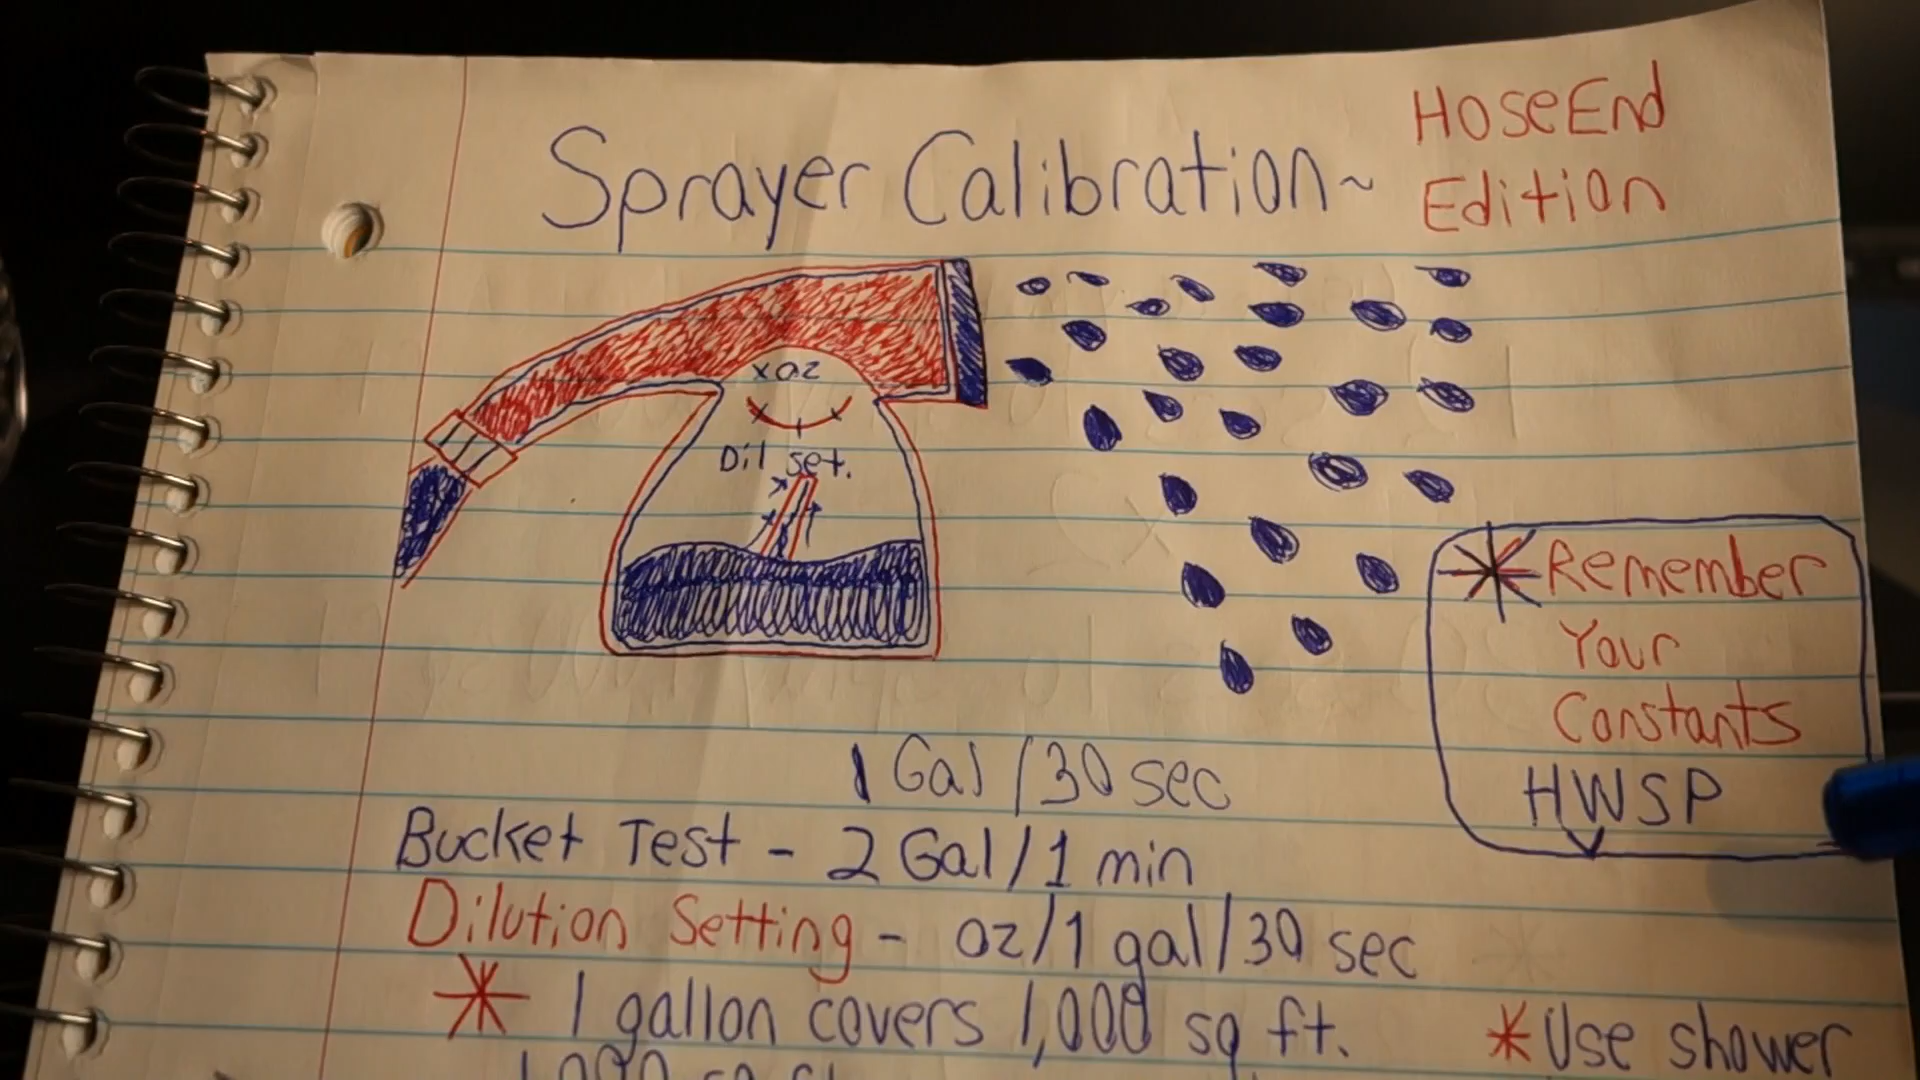 Sprayer Calibration ~ HoseEnd
Edition
x oz
Dil set.
* Remember
Your
Constants
HWSP
1 Gal / 30 sec
Bucket Test - 2 Gal / 1 min
Dilution Setting - oz/1 gal/30 sec
* 1 gallon covers 1,000 sq ft.
* Use shower